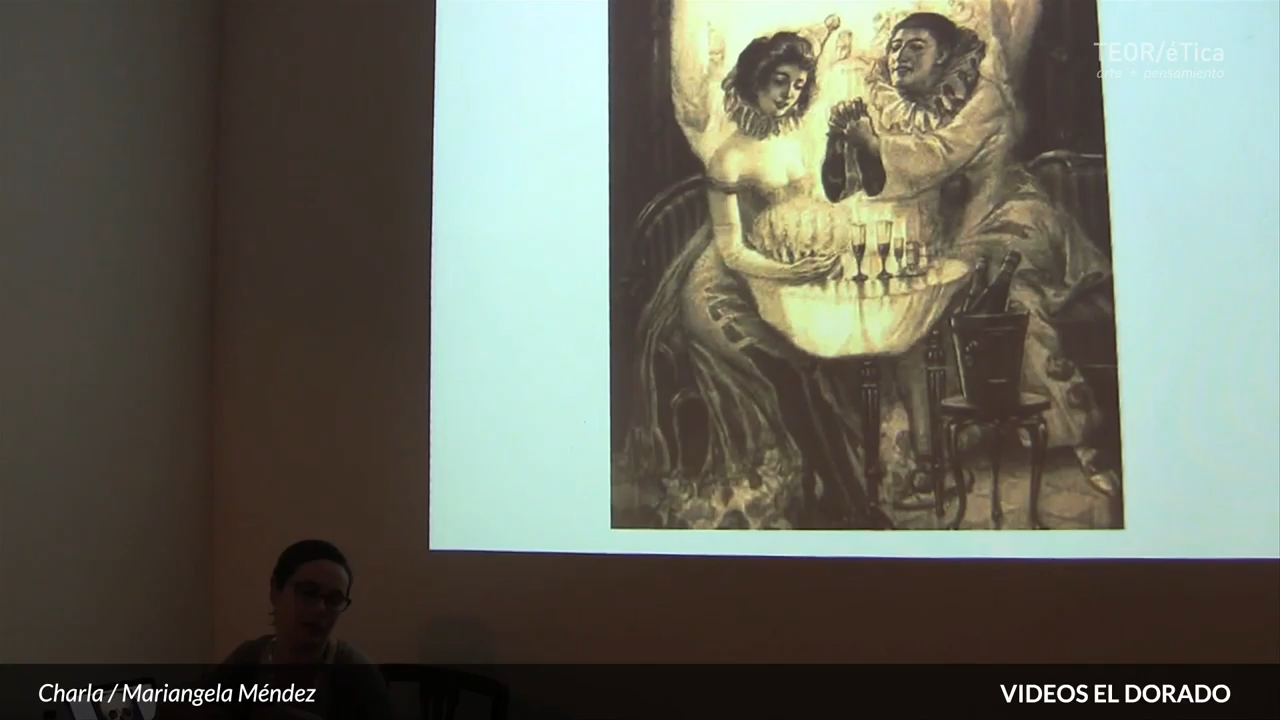 TEOR/éTica
arte + pensamiento
Charla / Mariangela Méndez
VIDEOS EL DORADO